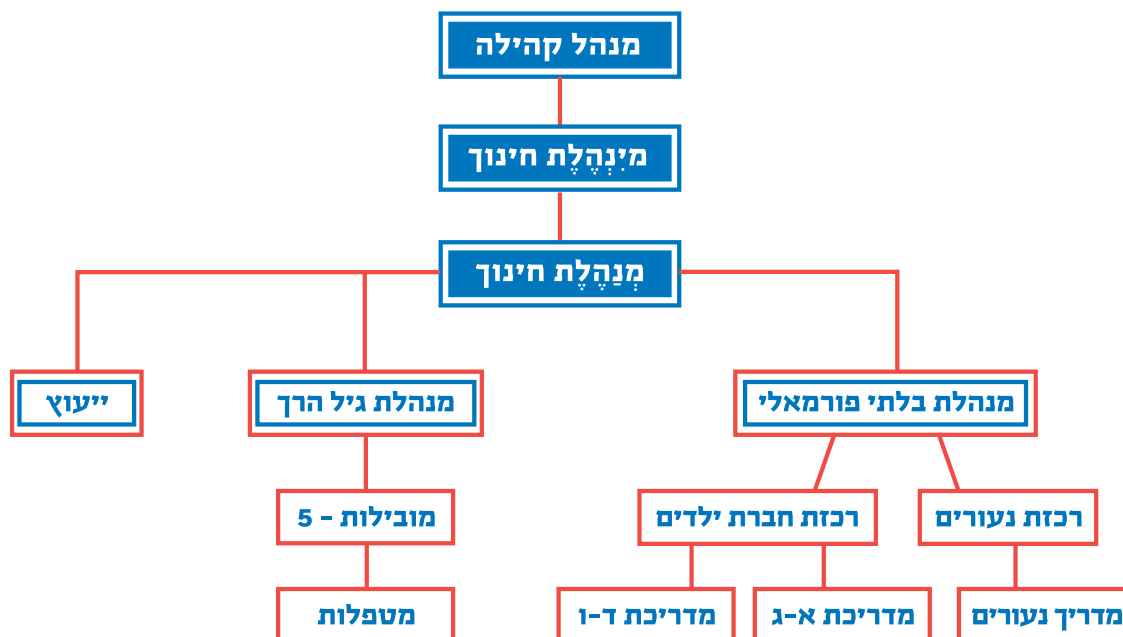 מנהל קהילה
מִינְהֶלֶת חינוך
מְנַהֶלֶת חינוך
מנהלת בלתי פורמאלי
מנהלת גיל הרך
ייעוץ
רכזת נעורים
רכזת חברת ילדים
מובילות - 5
מדריך נעורים
מדריכת א-ג
מדריכת ד-ו
מטפלות